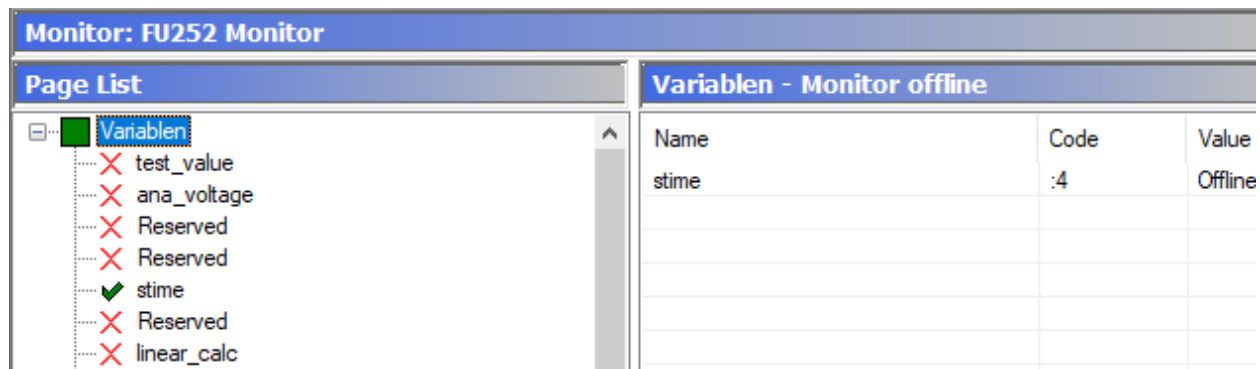 Monitor: FU252 Monitor
Page List
Variablen
test_value
ana_voltage
Reserved
Reserved
stime
Reserved
linear_calc
Variablen - Monitor offline
Name Code Value
stime :4 Offline